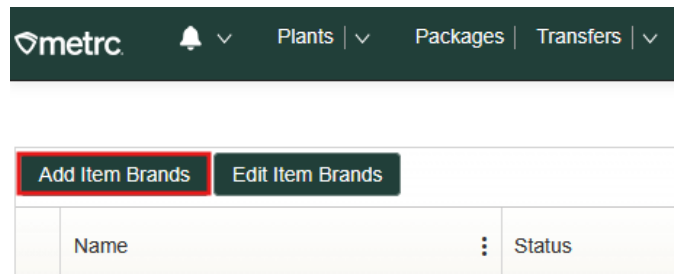 metrc. Plants Packages Transfers
Add Item Brands Edit Item Brands
Name Status